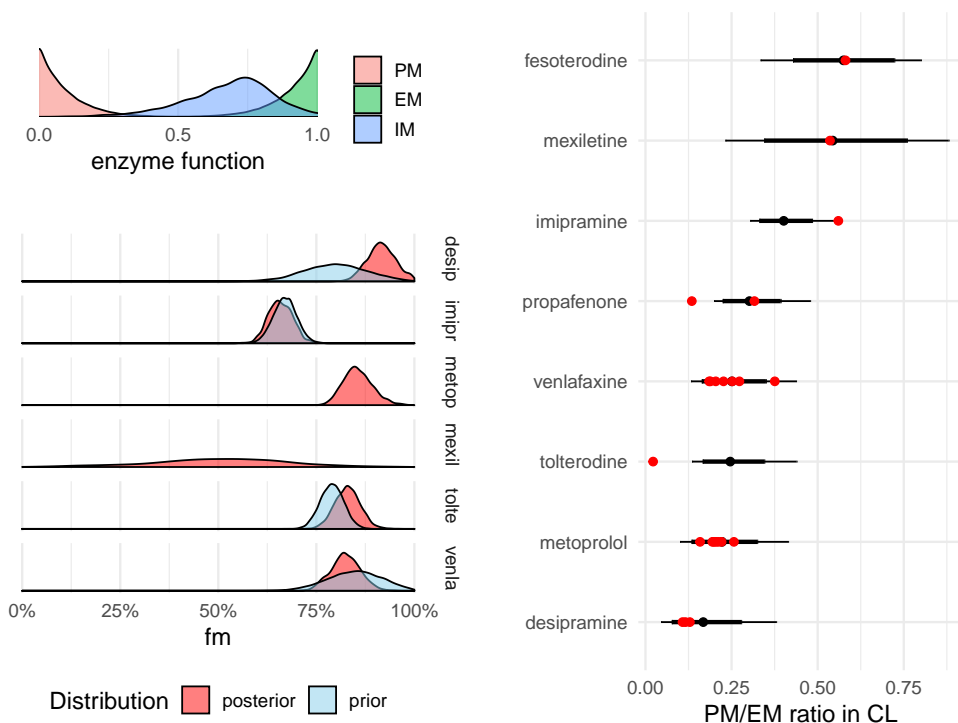 PM
EM
IM
0.0 0.5 1.0
enzyme function
desip
imipr
metop
mexil
tolte
venla
0% 25% 50% 75% 100%
fm
Distribution posterior prior
fesoterodine
mexiletine
imipramine
propafenone
venlafaxine
tolterodine
metoprolol
desipramine
0.00 0.25 0.50 0.75
PM/EM ratio in CL